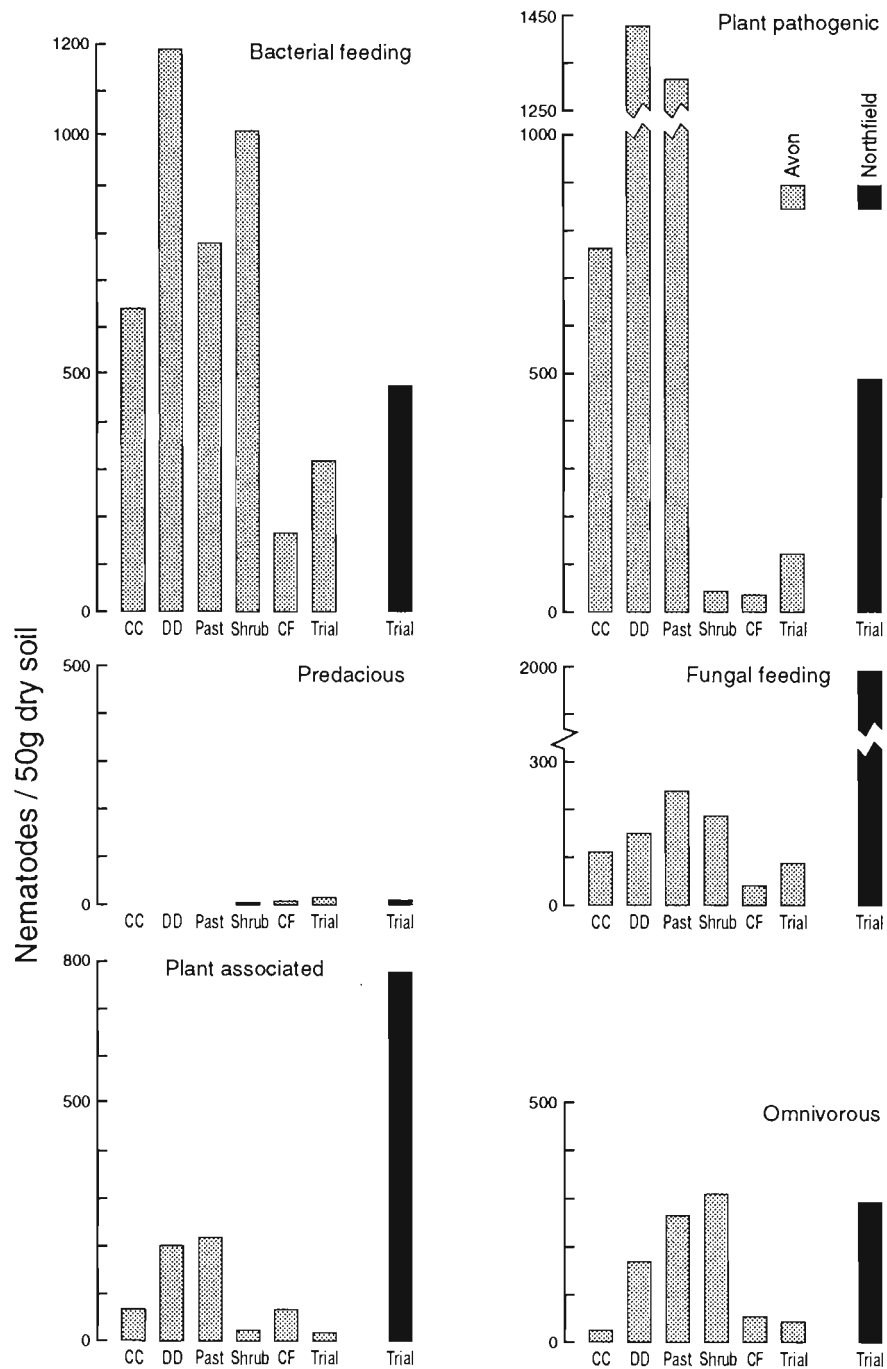 Nematodes / 50g dry soil
Bacterial feeding
1200
1000
500
0
CC DD Past Shrub CF Trial Trial
Plant pathogenic
1450
1250
1000
500
0
Avon
Northfield
CC DD Past Shrub CF Trial Trial
Predacious
500
0
CC DD Past Shrub CF Trial Trial
Fungal feeding
2000
300
0
CC DD Past Shrub CF Trial Trial
Plant associated
800
500
0
CC DD Past Shrub CF Trial Trial
Omnivorous
500
0
CC DD Past Shrub CF Trial Trial